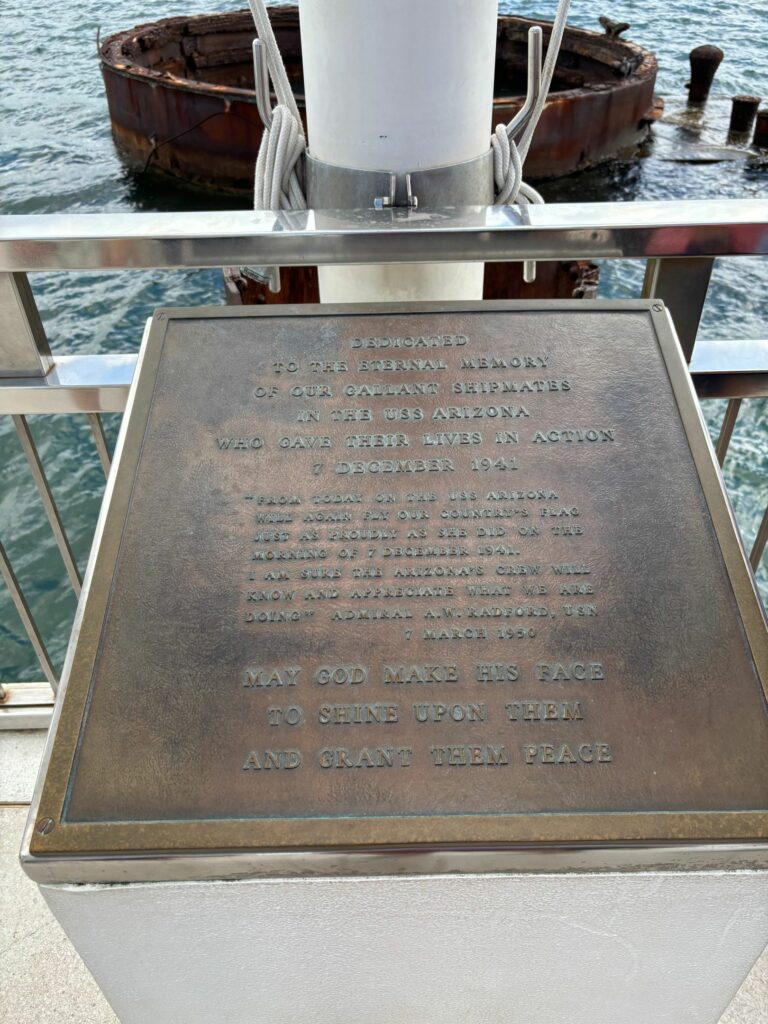 DEDICATED
TO THE ETERNAL MEMORY
OF OUR GALLANT SHIPMATES
IN THE USS ARIZONA
WHO GAVE THEIR LIVES IN ACTION
7 DECEMBER 1941
"FROM TODAY ON THE USS ARIZONA
WILL AGAIN FLY OUR COUNTRY'S FLAG
JUST AS PROUDLY AS SHE DID ON THE
MORNING OF 7 DECEMBER 1941.
I AM SURE THE ARIZONA'S CREW WILL
KNOW AND APPRECIATE WHAT WE ARE
DOING" ADMIRAL A.W. RADFORD, USN
7 MARCH 1950
MAY GOD MAKE HIS FACE
TO SHINE UPON THEM
AND GRANT THEM PEACE